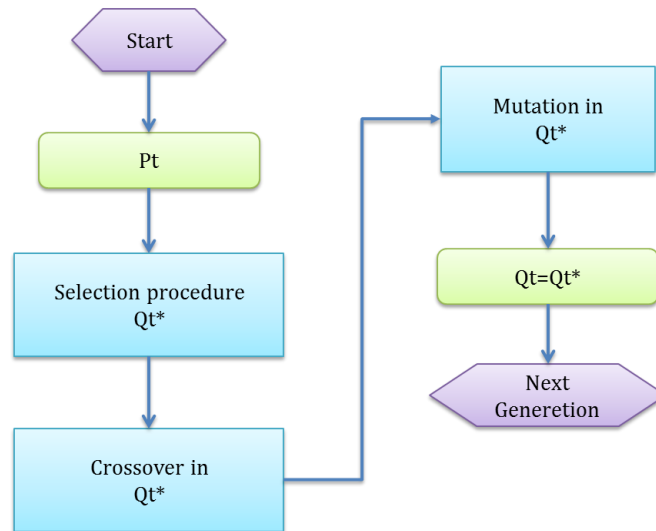 Start
Pt
Selection procedure
Qt*
Crossover in
Qt*
Mutation in
Qt*
Qt=Qt*
Next
Generetion